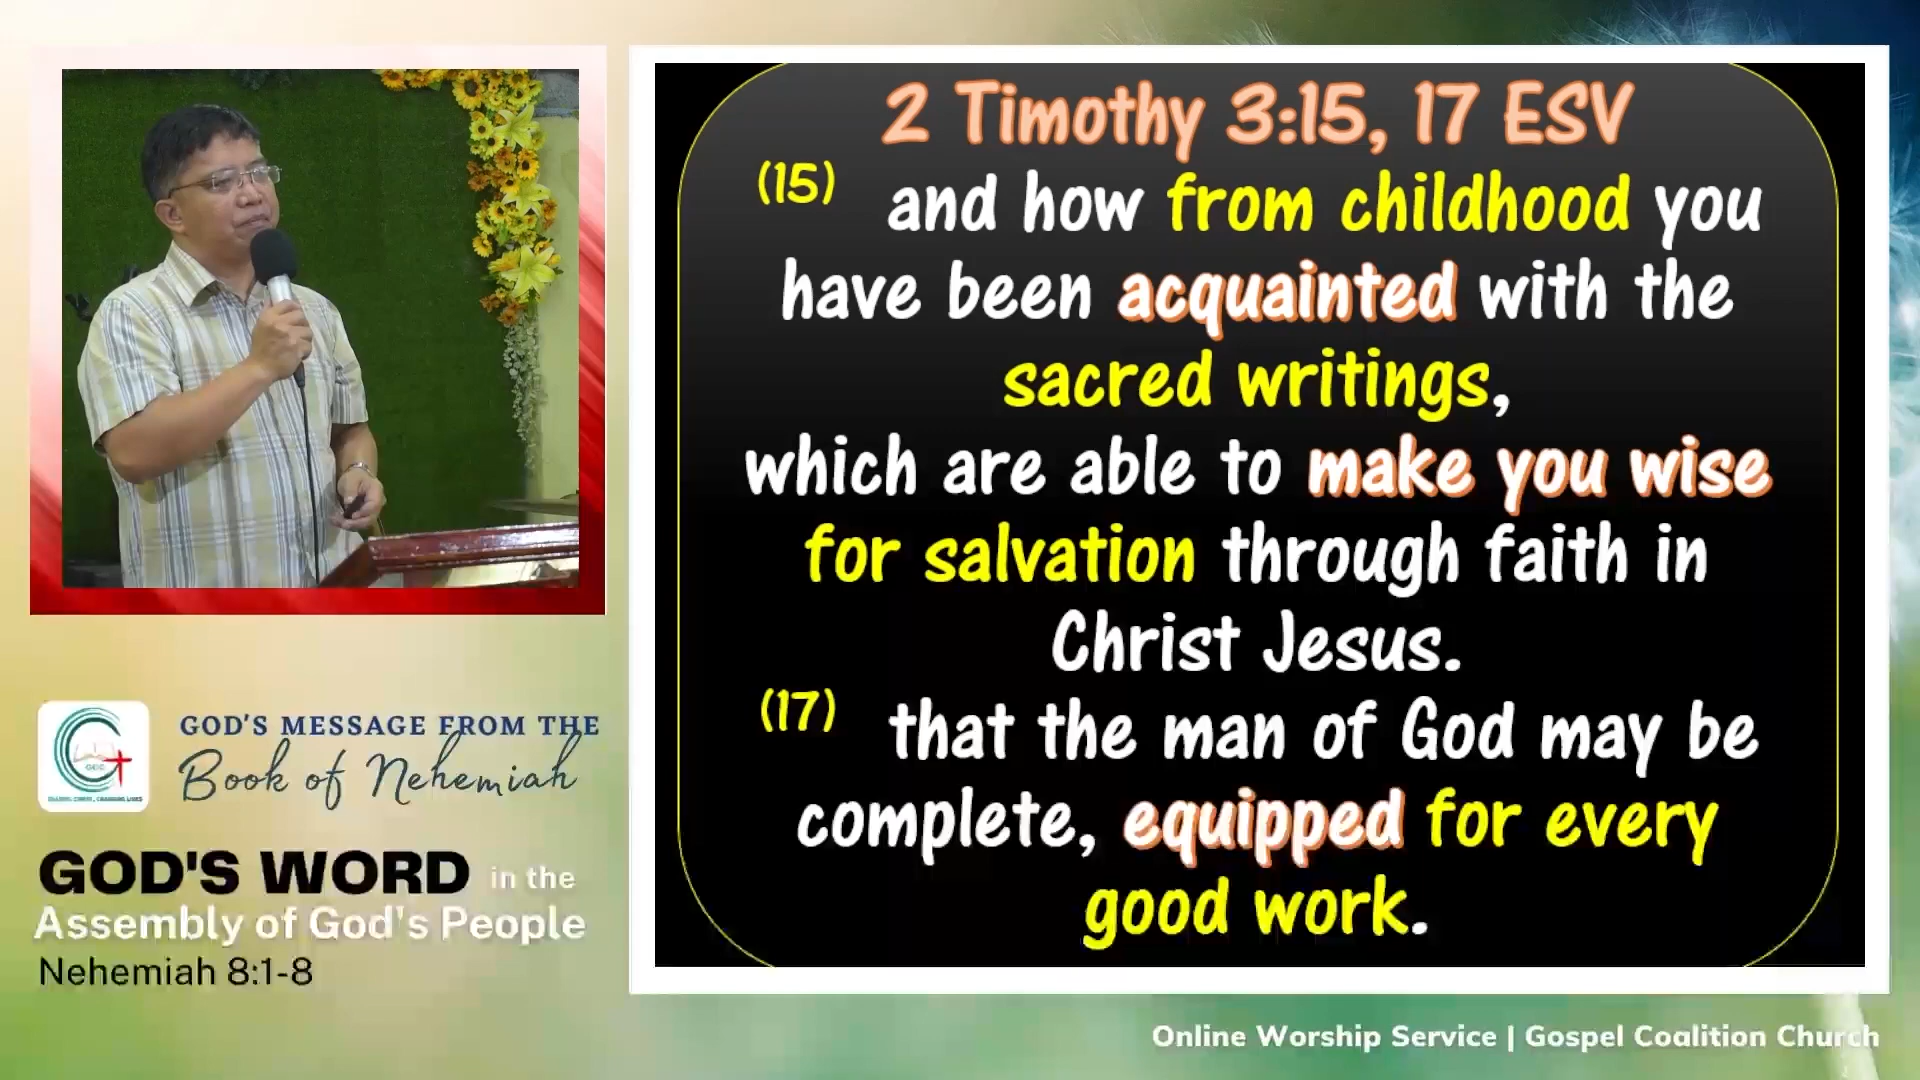 2 Timothy 3:15, 17 ESV
(15) and how from childhood you
have been acquainted with the
sacred writings,
which are able to make you wise
for salvation through faith in
Christ Jesus.
(17) that the man of God may be
complete, equipped for every
good work.
GOD'S MESSAGE FROM THE
Book of Nehemiah
GOD'S WORD in the
Assembly of God's People
Nehemiah 8:1-8
Online Worship Service | Gospel Coalition Church